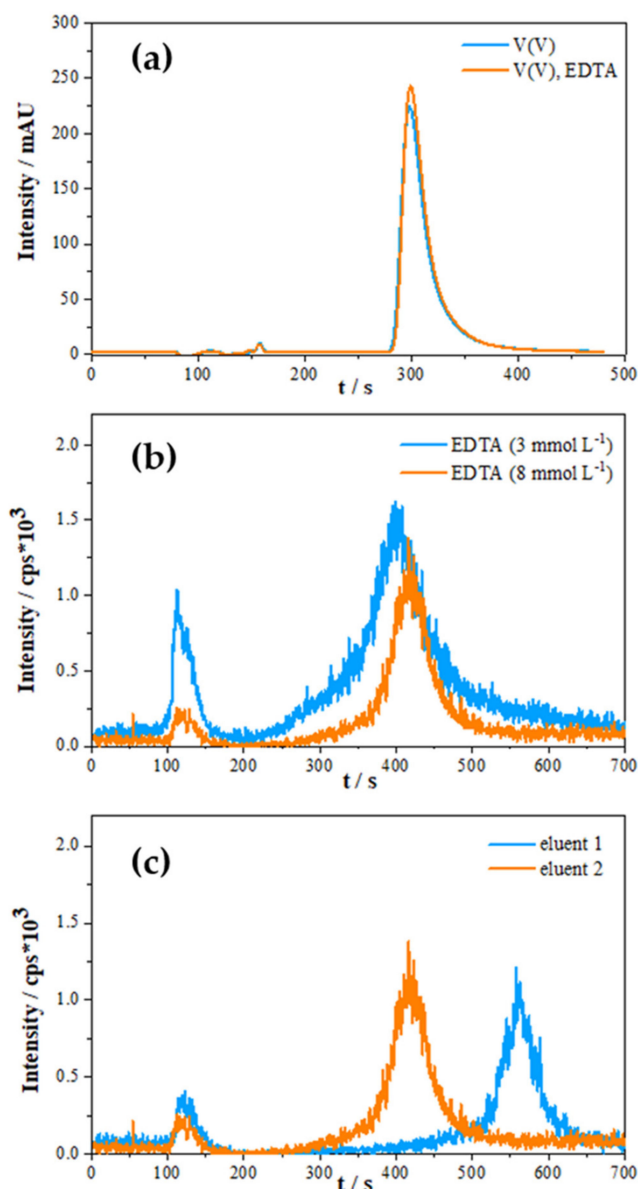 (a)
V(V)
V(V), EDTA
Intensity / mAU
300
250
200
150
100
50
0
0 100 200 300 400 500
t / s
(b)
EDTA (3 mmol L⁻¹)
EDTA (8 mmol L⁻¹)
Intensity / cps*10³
2.0
1.5
1.0
0.5
0.0
0 100 200 300 400 500 600 700
t / s
(c)
eluent 1
eluent 2
Intensity / cps*10³
2.0
1.5
1.0
0.5
0.0
0 100 200 300 400 500 600 700
t / s